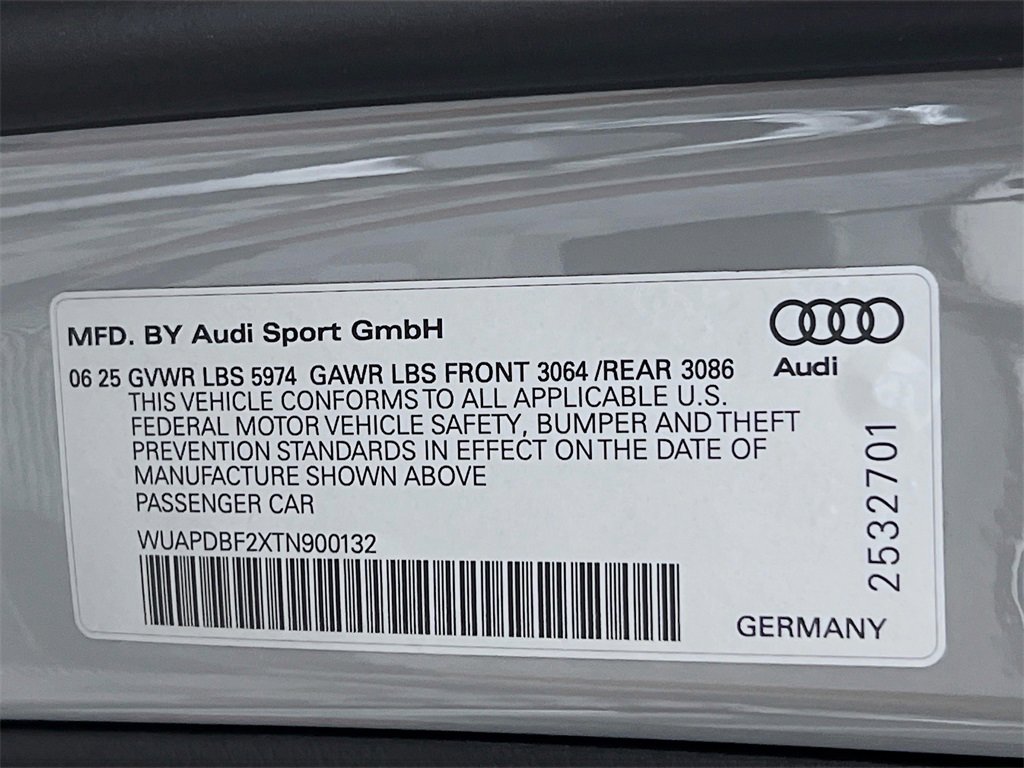 MFD. BY Audi Sport GmbH
Audi
06 25 GVWR LBS 5974 GAWR LBS FRONT 3064 /REAR 3086
THIS VEHICLE CONFORMS TO ALL APPLICABLE U.S.
FEDERAL MOTOR VEHICLE SAFETY, BUMPER AND THEFT
PREVENTION STANDARDS IN EFFECT ON THE DATE OF
MANUFACTURE SHOWN ABOVE
PASSENGER CAR
WUAPDBF2XTN900132
2532701
GERMANY